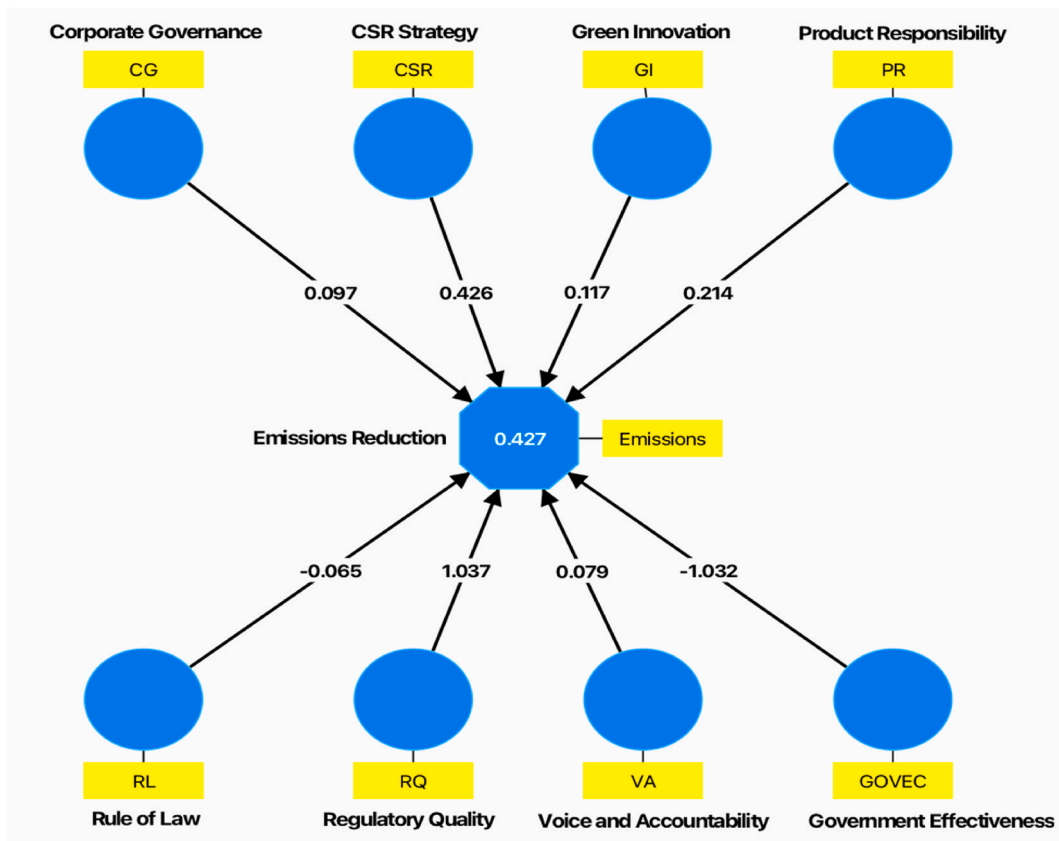 Corporate Governance
CSR Strategy
Green Innovation
Product Responsibility
CG
CSR
GI
PR
0.097
0.426
0.117
0.214
Emissions Reduction
0.427
Emissions
-0.065
1.037
0.079
-1.032
RL
RQ
VA
GOVEC
Rule of Law
Regulatory Quality
Voice and Accountability
Government Effectiveness